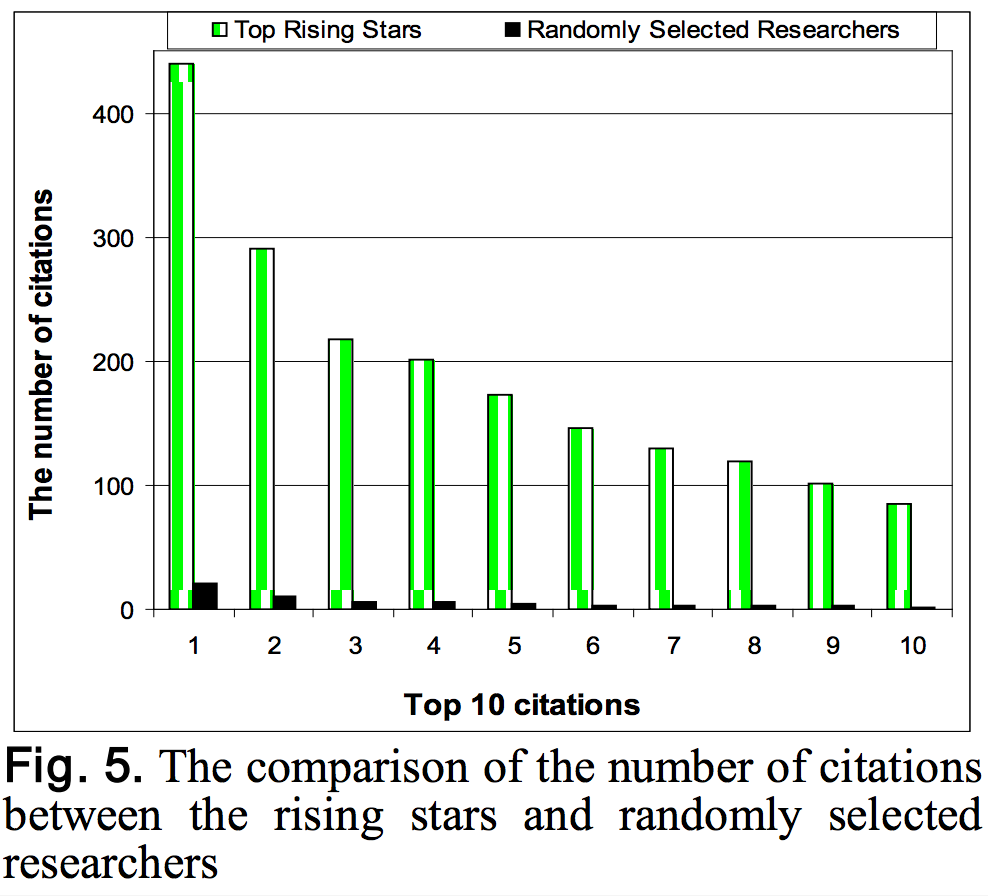 Top Rising Stars Randomly Selected Researchers
The number of citations
400
300
200
100
0
1 2 3 4 5 6 7 8 9 10
Top 10 citations
Fig. 5. The comparison of the number of citations
between the rising stars and randomly selected
researchers